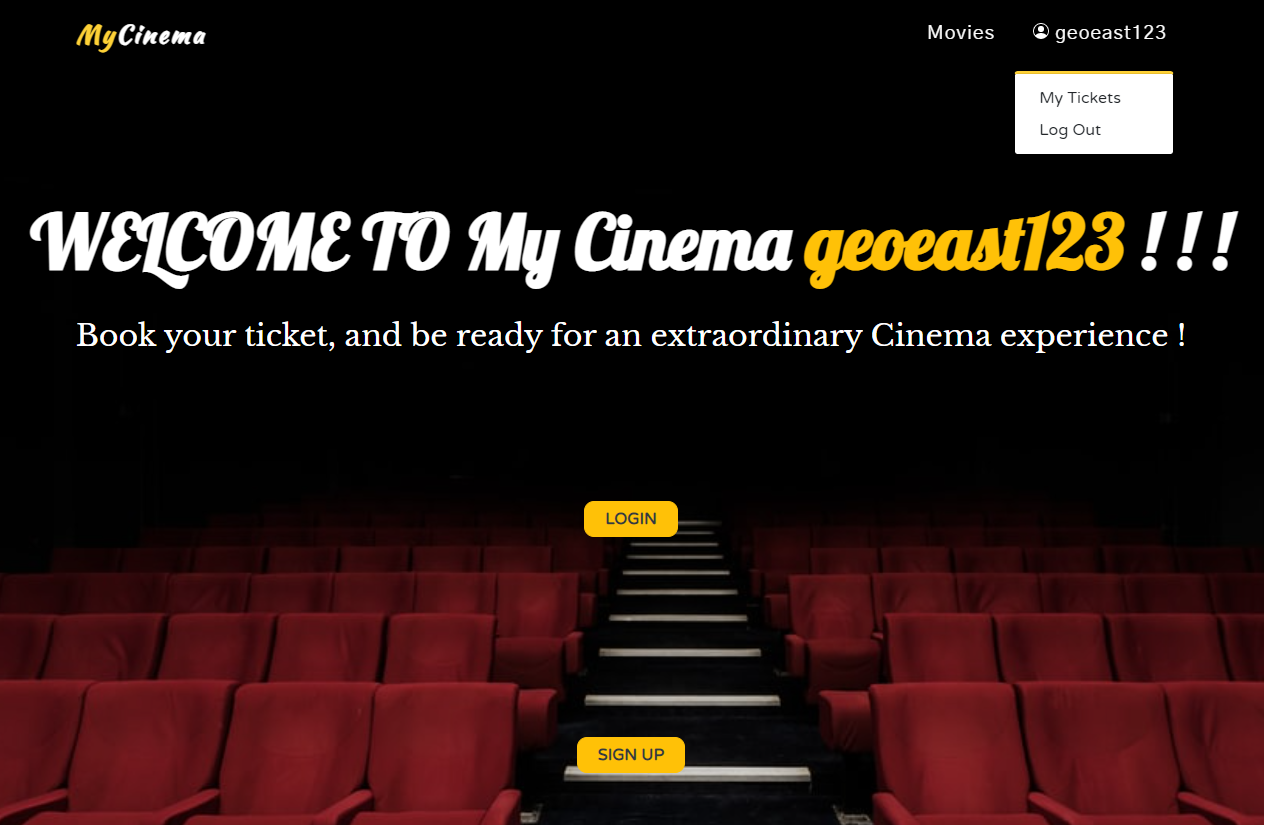 MyCinema
Movies
geoeast123
My Tickets
Log Out
WELCOME TO My Cinema geoeast123 ! ! !
Book your ticket, and be ready for an extraordinary Cinema experience !
LOGIN
SIGN UP